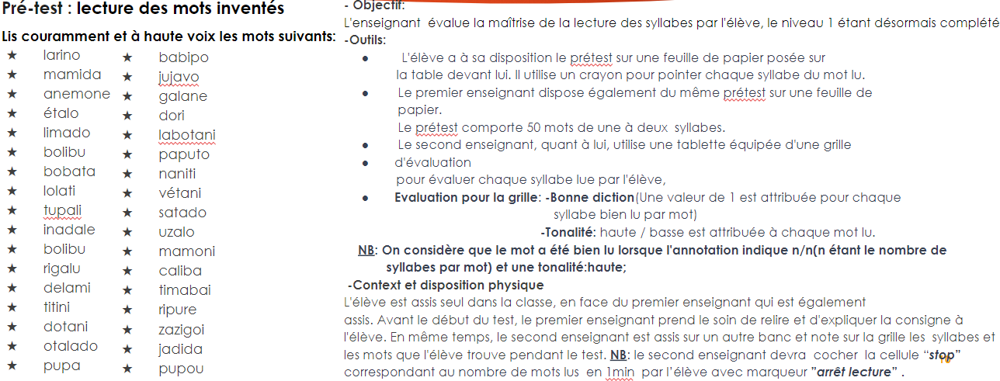 Pré-test : lecture des mots inventés
Lis couramment et à haute voix les mots suivants:
★ larino
★ mamida
★ anemone
★ étalo
★ limado
★ bolibu
★ bobata
★ lolati
★ tupali
★ inadale
★ bolibu
★ rigalu
★ delami
★ titini
★ dotani
★ otalado
★ pupa
★ babipo
★ jujavo
★ galane
★ dori
★ labotani
★ paputo
★ naniti
★ vétani
★ satado
★ uzalo
★ mamoni
★ caliba
★ timabai
★ ripure
★ zazigoi
★ jadida
★ pupou
- Objectif:
L'enseignant évalue la maîtrise de la lecture des syllabes par l'élève, le niveau 1 étant désormais complété
-Outils:
● L'élève a à sa disposition le prétest sur une feuille de papier posée sur
la table devant lui. Il utilise un crayon pour pointer chaque syllabe du mot lu.
● Le premier enseignant dispose également du même prétest sur une feuille de
papier.
Le prétest comporte 50 mots de une à deux syllabes.
● Le second enseignant, quant à lui, utilise une tablette équipée d'une grille
● d'évaluation
pour évaluer chaque syllabe lue par l'élève,
● Evaluation pour la grille: -Bonne diction(Une valeur de 1 est attribuée pour chaque
syllabe bien lu par mot)
-Tonalité: haute / basse est attribuée à chaque mot lu.
NB: On considère que le mot a été bien lu lorsque l'annotation indique n/n(n étant le nombre de
syllabes par mot) et une tonalité:haute;
-Context et disposition physique
L'élève est assis seul dans la classe, en face du premier enseignant qui est également
assis. Avant le début du test, le premier enseignant prend le soin de relire et d'expliquer la consigne à
l'élève. En même temps, le second enseignant est assis sur un autre banc et note sur la grille les syllabes et
les mots que l'élève trouve pendant le test. NB: le second enseignant devra cocher la cellule “stop”
correspondant au nombre de mots lus en 1min par l’élève avec marqueur ”arrêt lecture” .